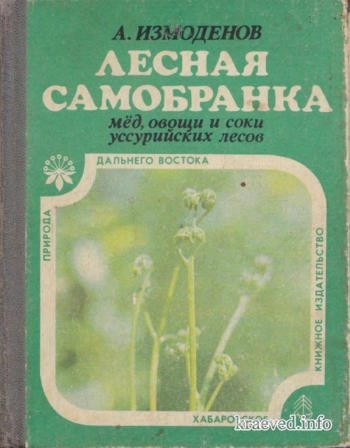 А. ИЗМОДЕНОВ
ЛЕСНАЯ
САМОБРАНКА
мёд, овощи и соки
уссурийских лесов
ПРИРОДА
ДАЛЬНЕГО ВОСТОКА
ХАБАРОВСКОЕ
КНИЖНОЕ ИЗДАТЕЛЬСТВО
kraeved.info